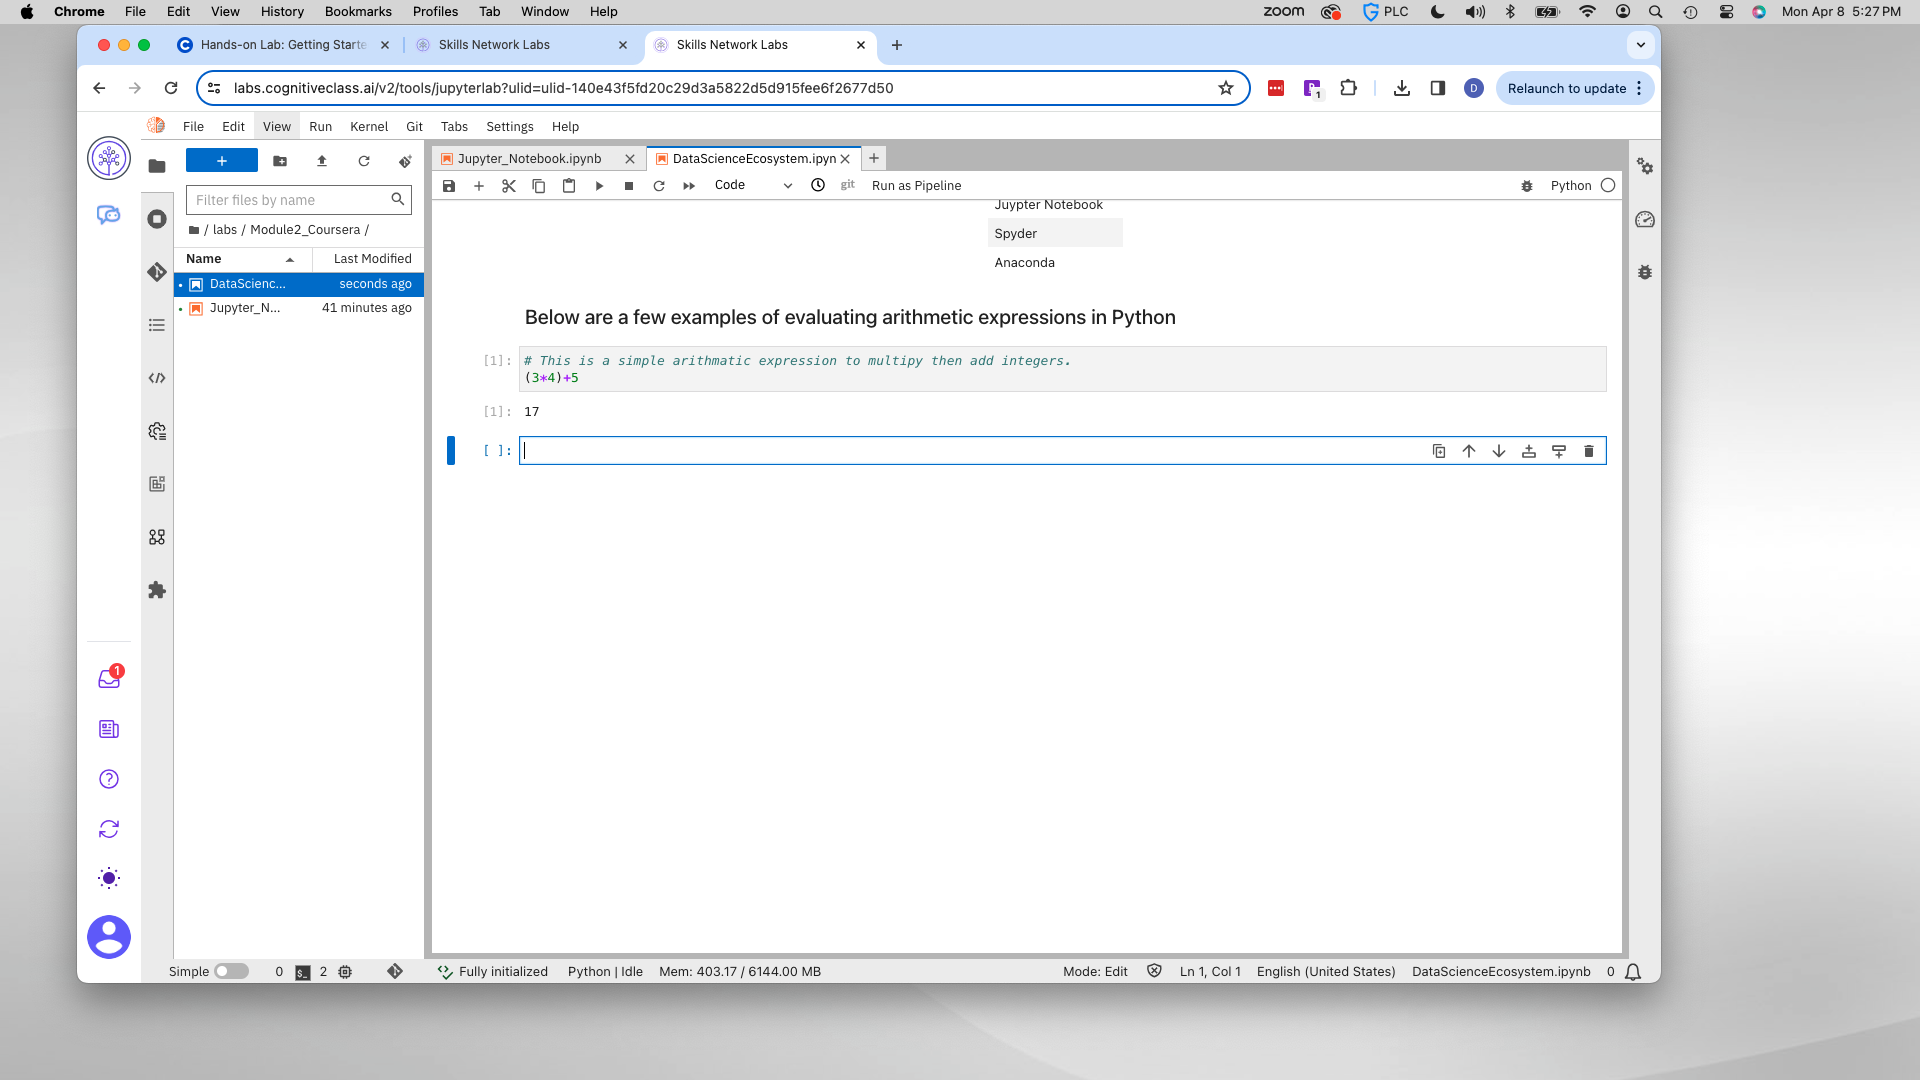 Chrome File Edit View History Bookmarks Profiles Tab Window Help zoom PLC Mon Apr 8 5:27 PM
Hands-on Lab: Getting Starte Skills Network Labs Skills Network Labs
labs.cognitiveclass.ai/v2/tools/jupyterlab?ulid=ulid-140e43f5fd20c29d3a5822d5d915fee6f2677d50 1 D Relaunch to update
File Edit View Run Kernel Git Tabs Settings Help
Jupyter_Notebook.ipynb DataScienceEcosystem.ipyn
Code git Run as Pipeline Python
Filter files by name
/ labs / Module2_Coursera /
Name Last Modified
DataScienc... seconds ago
Jupyter_N... 41 minutes ago
Juypter Notebook
Spyder
Anaconda
Below are a few examples of evaluating arithmetic expressions in Python
[1]: # This is a simple arithmatic expression to multipy then add integers.
(3*4)+5
[1]: 17
[ ]:
1
Simple 0 $_ 2 Fully initialized Python | Idle Mem: 403.17 / 6144.00 MB Mode: Edit Ln 1, Col 1 English (United States) DataScienceEcosystem.ipynb 0